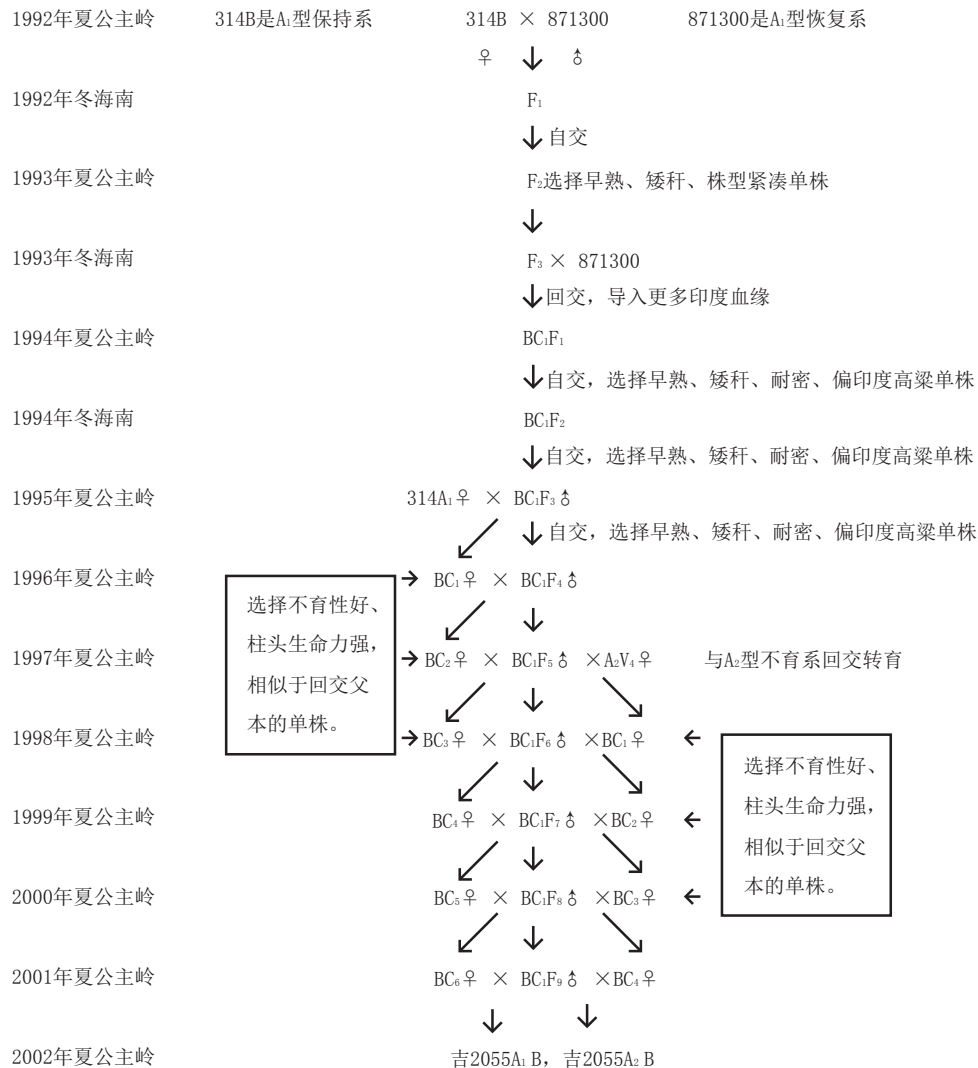 1992年公主岭 314B是A₁型保持系 314B × 871300 871300是A₁型恢复系
♀ ↓ ♂
1992年冬海南 F₁
↓自交
1993年夏公主岭 F₂选择早熟、矮秆、株型紧凑单株
↓
1993年冬海南 F₃ × 871300
↓回交，导入更多印度血缘
1994年夏公主岭 BC₁F₁
↓自交，选择早熟、矮秆、耐密、偏印度高粱单株
1994年冬海南 BC₁F₂
↓自交，选择早熟、矮秆、耐密、偏印度高粱单株
1995年夏公主岭 314A₁♀ × BC₁F₃♂
↓自交，选择早熟、矮秆、耐密、偏印度高粱单株
1996年夏公主岭 BC₁♀ × BC₁F₄♂
选择不育性好、
柱头生命力强，
相似于回交父
本的单株。
1997年夏公主岭 BC₂♀ × BC₁F₅♂ ×A₂V₄♀ 与A₂型不育系回交转育
1998年夏公主岭 BC₃♀ × BC₁F₆♂ ×BC₁♀
选择不育性好、
柱头生命力强，
相似于回交父
本的单株。
1999年夏公主岭 BC₄♀ × BC₁F₇♂ ×BC₂♀
2000年夏公主岭 BC₅♀ × BC₁F₈♂ ×BC₃♀
2001年夏公主岭 BC₆♀ × BC₁F₉♂ ×BC₄♀
2002年夏公主岭 吉2055A₁ B，吉2055A₂ B